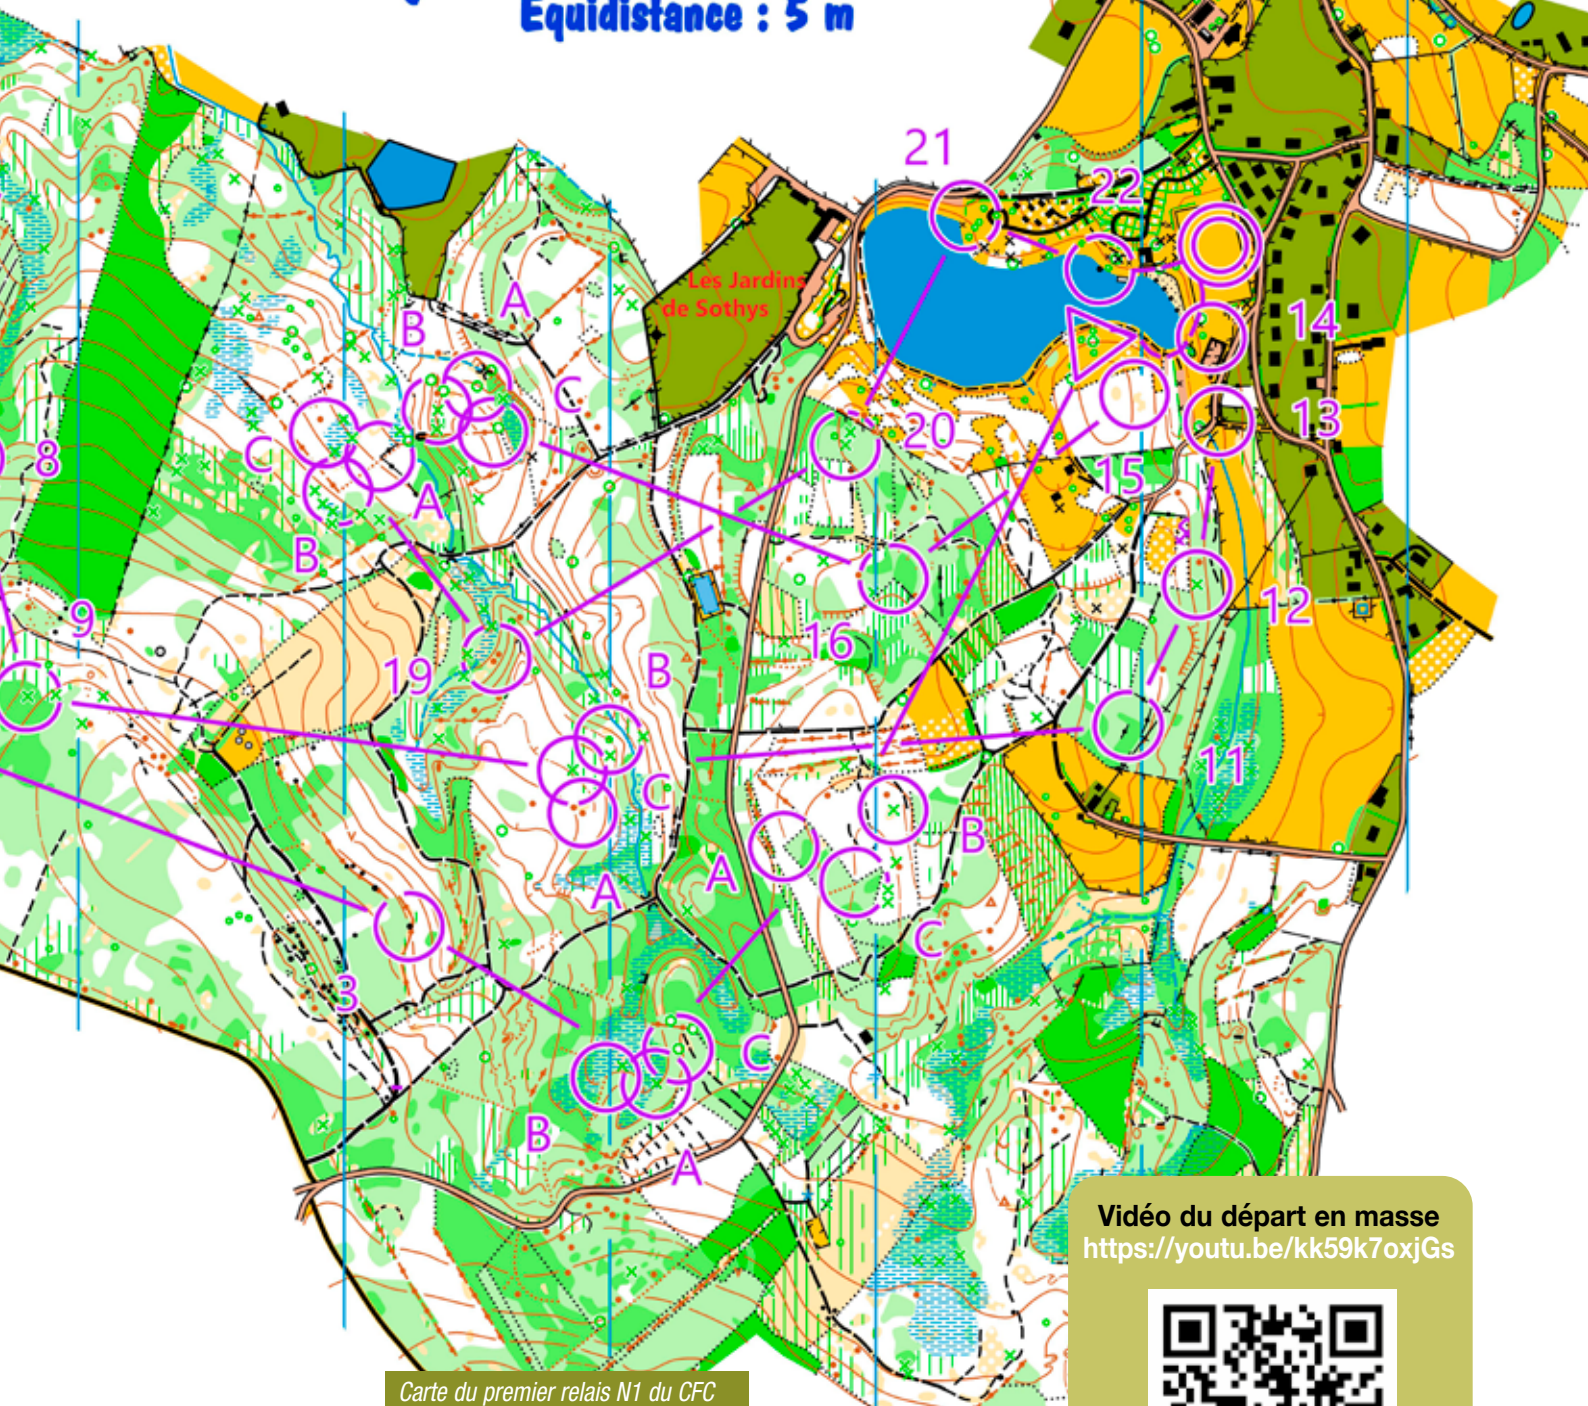 Equidistance : 5 m
21
22
Les Jardins
de Sothys
A
B
C
14
13
20
8
C
A
B
15
12
9
16
19
B
11
C
A
A
B
C
3
C
B
A
Vidéo du départ en masse
https://youtu.be/kk59k7oxjGs
Carte du premier relais N1 du CFC